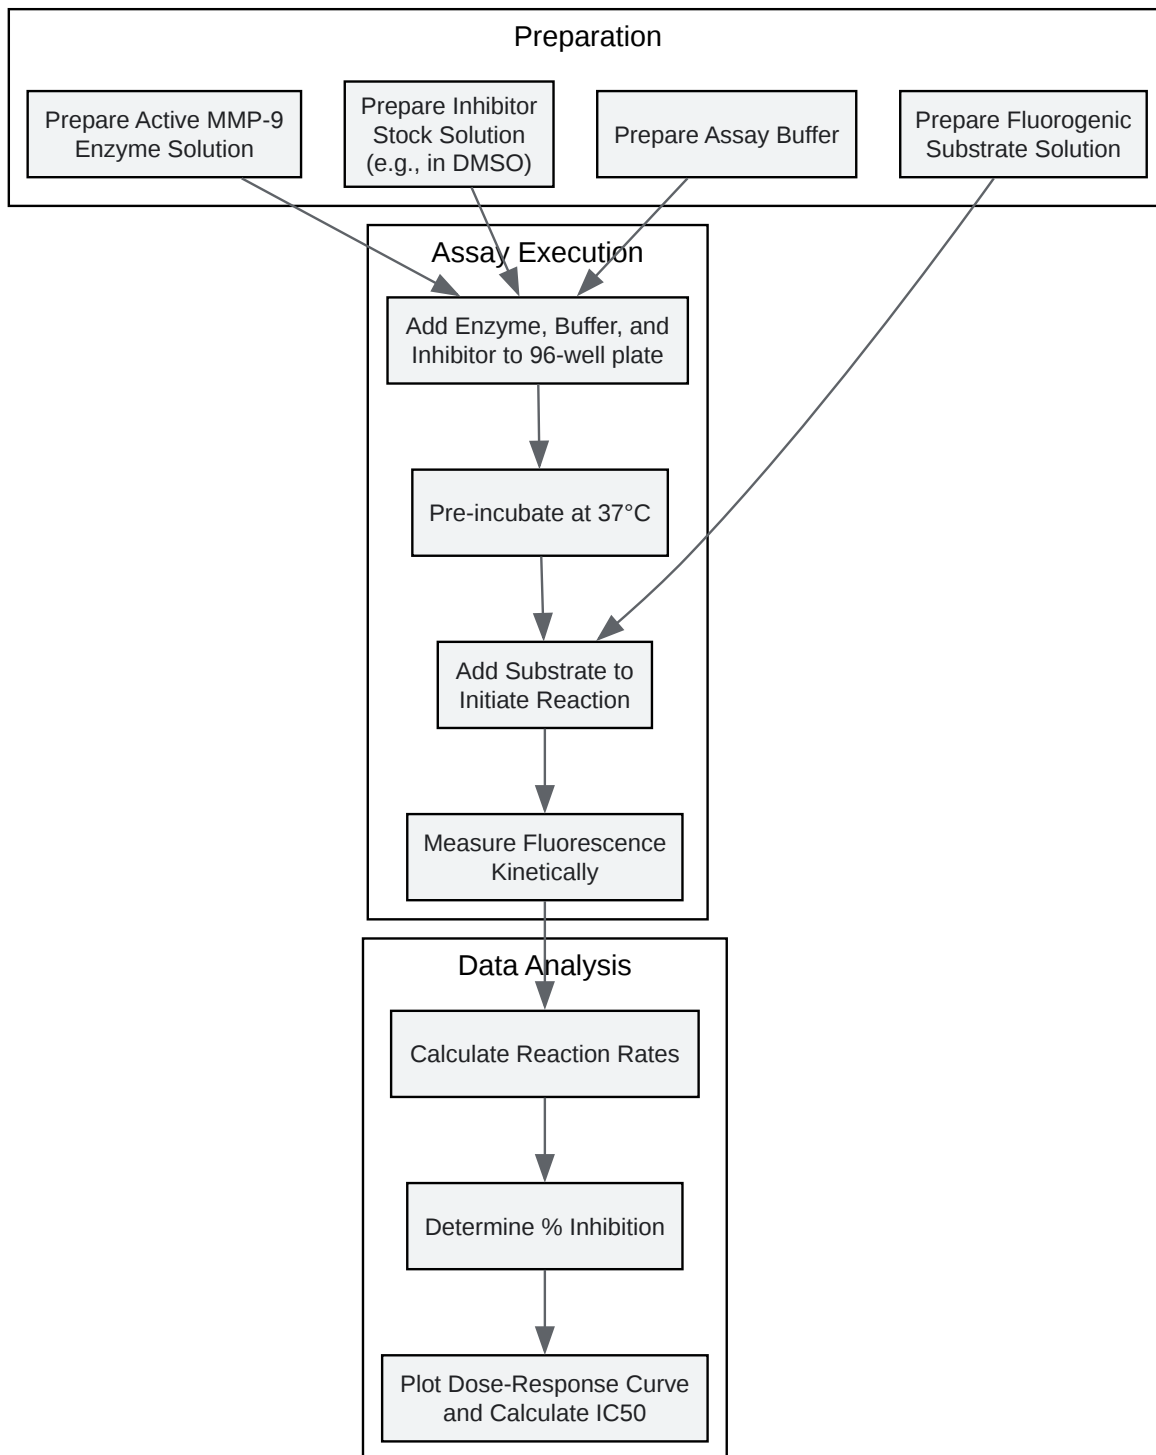 Preparation
Prepare Active MMP-9
Enzyme Solution
Prepare Inhibitor
Stock Solution
(e.g., in DMSO)
Prepare Assay Buffer
Prepare Fluorogenic
Substrate Solution
Assay Execution
Add Enzyme, Buffer, and
Inhibitor to 96-well plate
Pre-incubate at 37°C
Add Substrate to
Initiate Reaction
Measure Fluorescence
Kinetically
Data Analysis
Calculate Reaction Rates
Determine % Inhibition
Plot Dose-Response Curve
and Calculate IC50